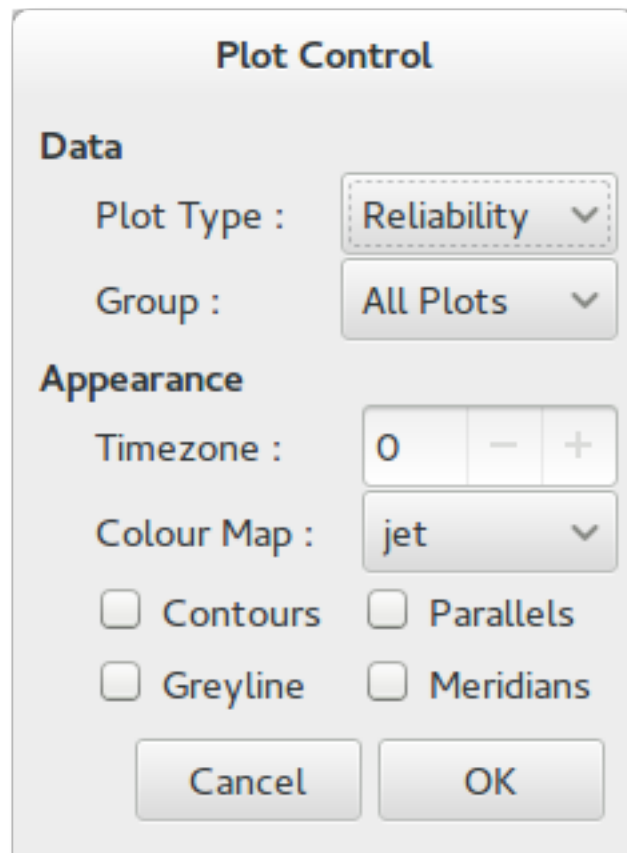 Plot Control
Data
Plot Type : Reliability
Group : All Plots
Appearance
Timezone : 0 − +
Colour Map : jet
Contours Parallels
Greyline Meridians
Cancel OK